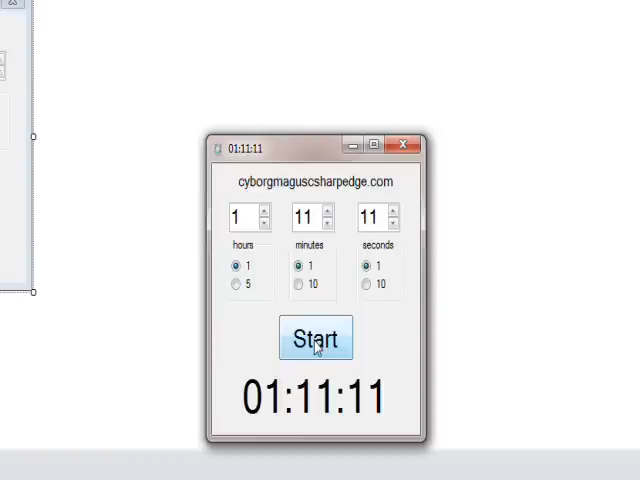 01:11:11
cyborgmaguscsharpedge.com
1 11 11
hours minutes seconds
1 1 1
5 10 10
Start
01:11:11